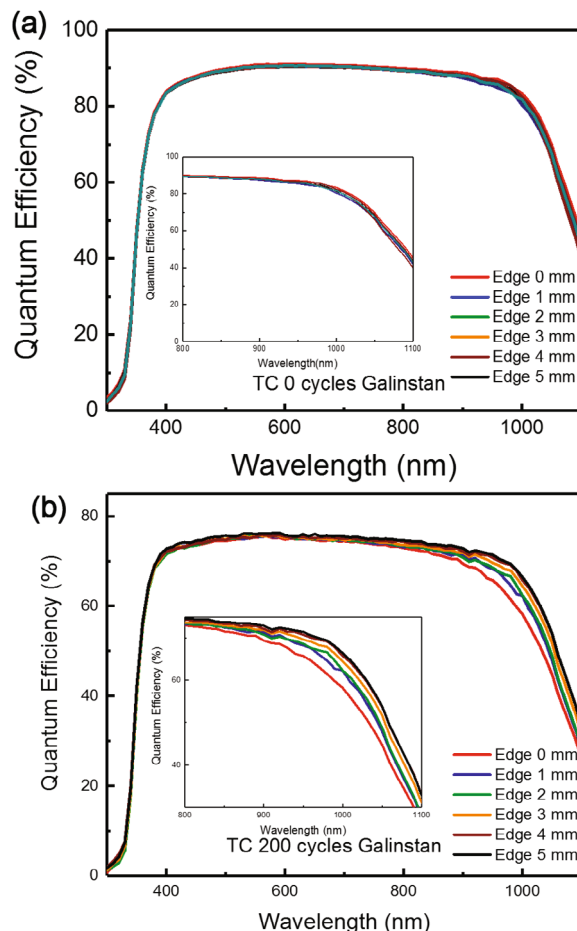 (a)
Quantum Efficiency (%)
100
80
60
40
20
0
100
80
60
40
20
0
Quantum Efficiency (%)
800
900
1000
1100
Wavelength(nm)
TC 0 cycles Galinstan
Edge 0 mm
Edge 1 mm
Edge 2 mm
Edge 3 mm
Edge 4 mm
Edge 5 mm
400
600
800
1000
Wavelength (nm)
(b)
Quantum Efficiency (%)
80
60
40
20
0
60
40
Quantum Efficiency (%)
800
900
1000
1100
Wavelength (nm)
TC 200 cycles Galinstan
Edge 0 mm
Edge 1 mm
Edge 2 mm
Edge 3 mm
Edge 4 mm
Edge 5 mm
400
600
800
1000
Wavelength (nm)